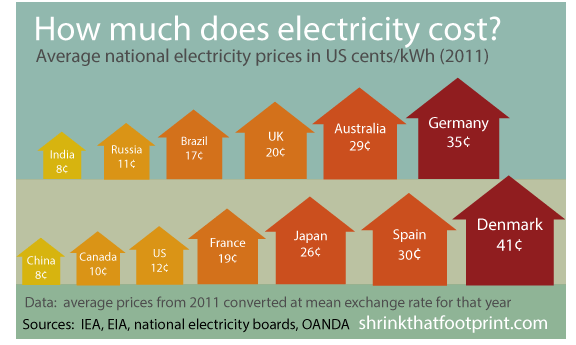 How much does electricity cost?
Average national electricity prices in US cents/kWh (2011)
India
8¢
Russia
11¢
Brazil
17¢
UK
20¢
Australia
29¢
Germany
35¢
China
8¢
Canada
10¢
US
12¢
France
19¢
Japan
26¢
Spain
30¢
Denmark
41¢
Data: average prices from 2011 converted at mean exchange rate for that year
Sources: IEA, EIA, national electricity boards, OANDA shrinkthatfootprint.com